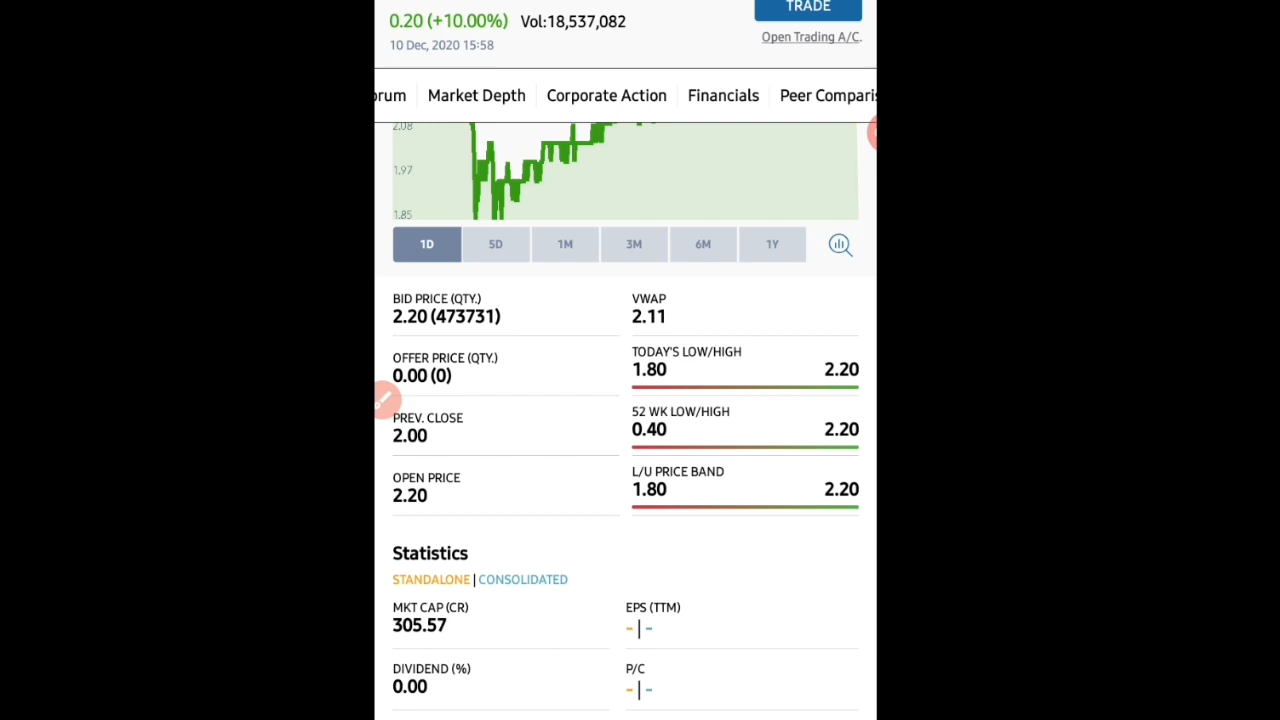 TRADE
0.20 (+10.00%) Vol:18,537,082
10 Dec, 2020 15:58
Open Trading A/C.
orum Market Depth Corporate Action Financials Peer Comparis
2.08
1.97
1.85
1D 5D 1M 3M 6M 1Y
BID PRICE (QTY.)
2.20 (473731)
VWAP
2.11
OFFER PRICE (QTY.)
0.00 (0)
TODAY'S LOW/HIGH
1.80 2.20
PREV. CLOSE
2.00
52 WK LOW/HIGH
0.40 2.20
OPEN PRICE
2.20
L/U PRICE BAND
1.80 2.20
Statistics
STANDALONE | CONSOLIDATED
MKT CAP (CR)
305.57
EPS (TTM)
- | -
DIVIDEND (%)
0.00
P/C
- | -